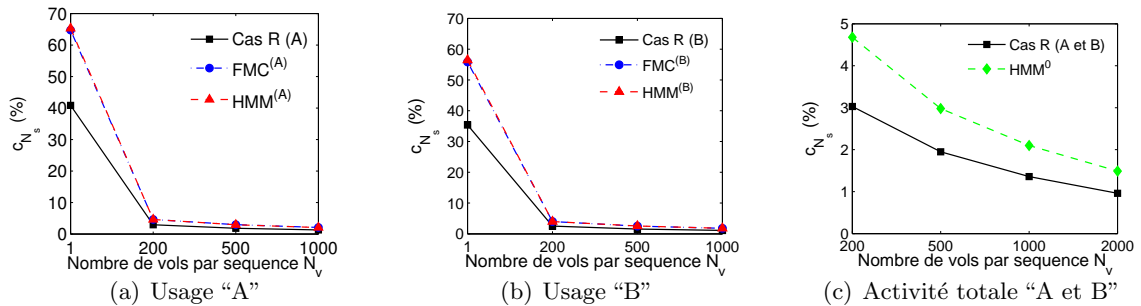 70
60
50
40
30
20
10
0
c_{N_s} (%)
Cas R (A)
FMC^{(A)}
HMM^{(A)}
1 200 500 1000
Nombre de vols par sequence N_v
(a) Usage “A”
70
60
50
40
30
20
10
0
c_{N_s} (%)
Cas R (B)
FMC^{(B)}
HMM^{(B)}
1 200 500 1000
Nombre de vols par sequence N_v
(b) Usage “B”
5
4
3
2
1
0
c_{N_s} (%)
Cas R (A et B)
HMM^0
200 500 1000 2000
Nombre de vols par sequence N_v
(c) Activité totale “A et B”